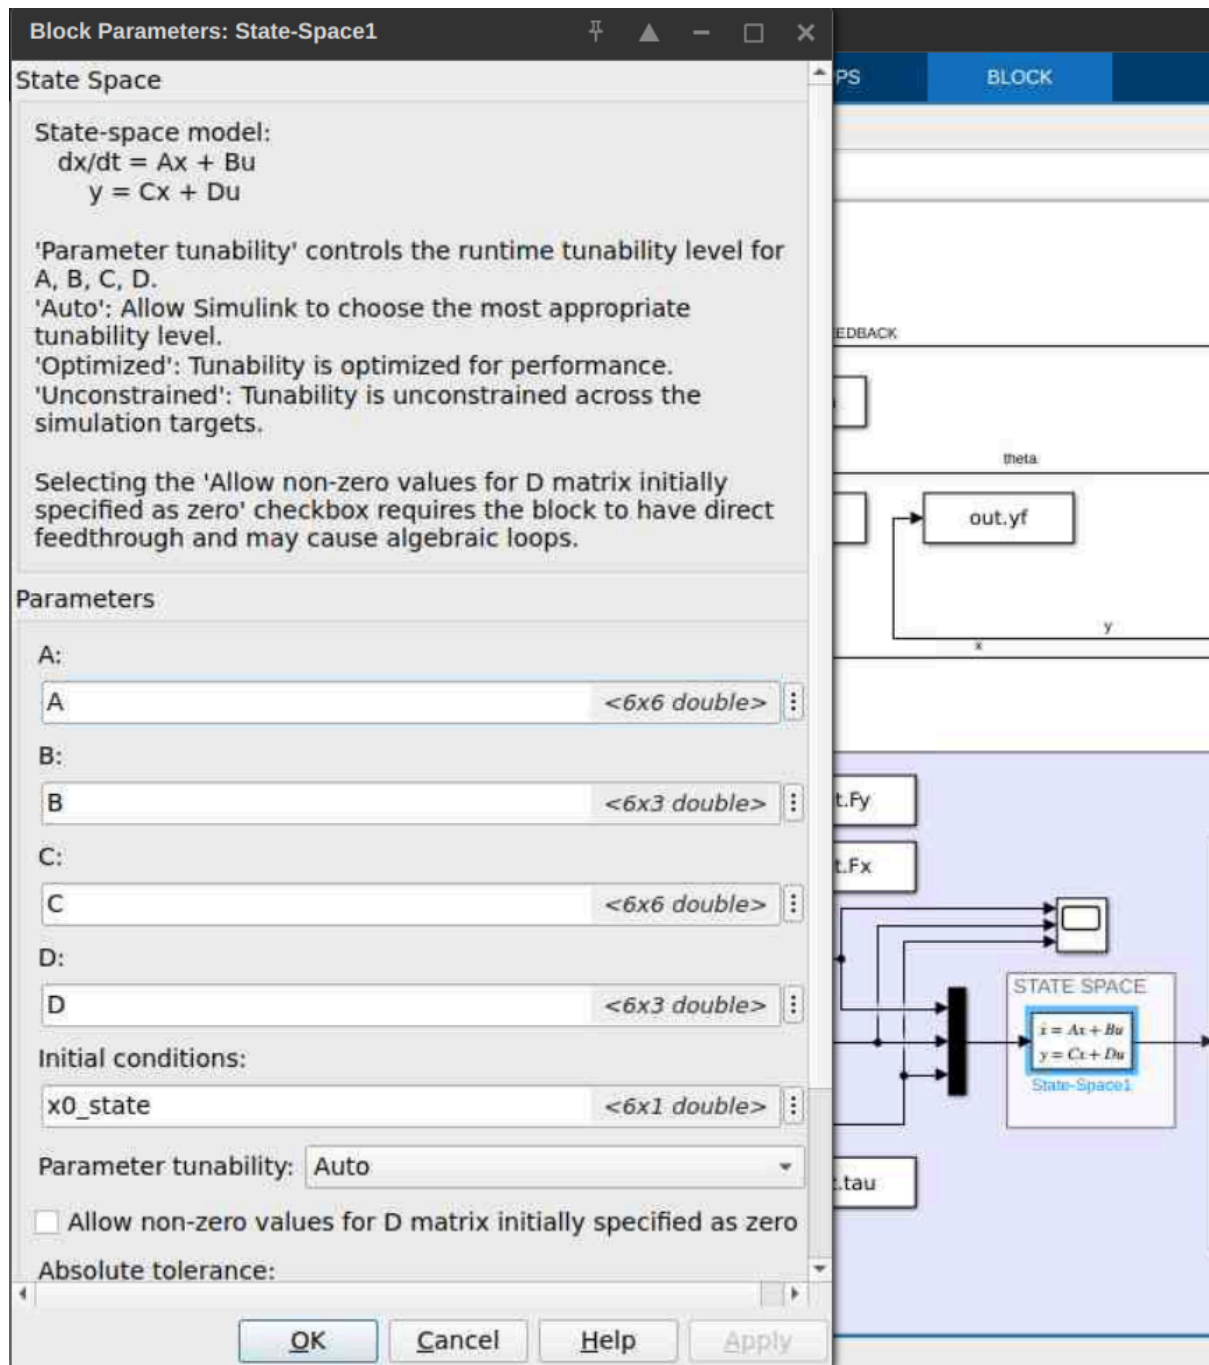 Block Parameters: State-Space1
State Space
State-space model:
dx/dt = Ax + Bu
y = Cx + Du
'Parameter tunability' controls the runtime tunability level for
A, B, C, D.
'Auto': Allow Simulink to choose the most appropriate
tunability level.
'Optimized': Tunability is optimized for performance.
'Unconstrained': Tunability is unconstrained across the
simulation targets.
Selecting the 'Allow non-zero values for D matrix initially
specified as zero' checkbox requires the block to have direct
feedthrough and may cause algebraic loops.
Parameters
A:
A <6x6 double>
B:
B <6x3 double>
C:
C <6x6 double>
D:
D <6x3 double>
Initial conditions:
x0_state <6x1 double>
Parameter tunability: Auto
Allow non-zero values for D matrix initially specified as zero
Absolute tolerance:
OK Cancel Help Apply
PS BLOCK
EDBACK
theta
out.yf
y
x
t.Fy
t.Fx
STATE SPACE
ẋ = Ax + Bu
y = Cx + Du
State-Space1
.tau